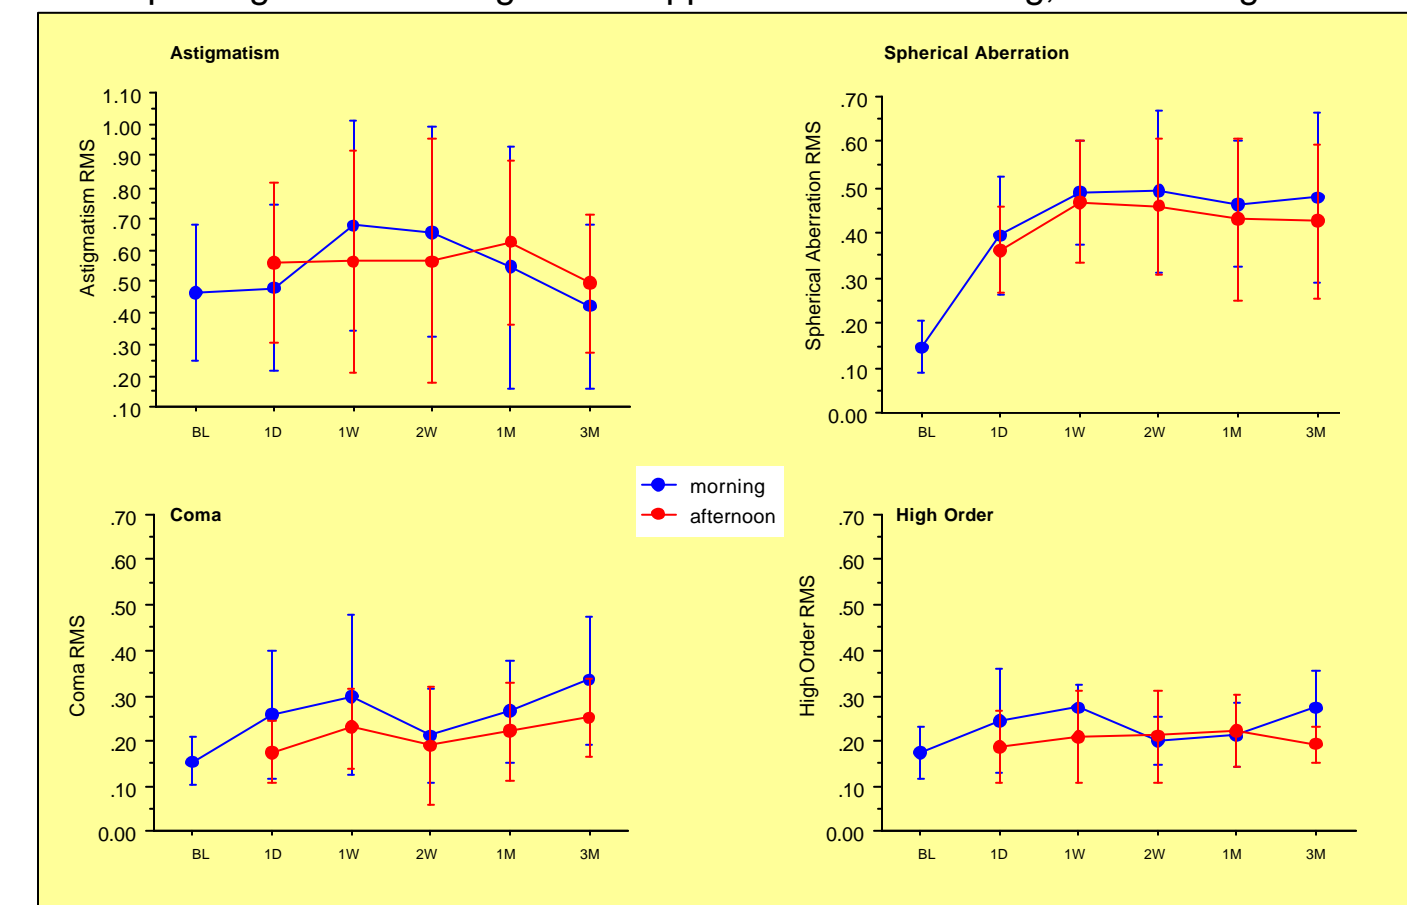 Astigmatism
1.10
1.00
.90
.80
.70
.60
.50
.40
.30
.20
.10
Astigmatism RMS
BL 1D 1W 2W 1M 3M
Spherical Aberration
.70
.60
.50
.40
.30
.20
.10
0.00
Spherical Aberration RMS
BL 1D 1W 2W 1M 3M
morning
afternoon
Coma
.70
.60
.50
.40
.30
.20
.10
0.00
Coma RMS
BL 1D 1W 2W 1M 3M
High Order
.70
.60
.50
.40
.30
.20
.10
0.00
High Order RMS
BL 1D 1W 2W 1M 3M